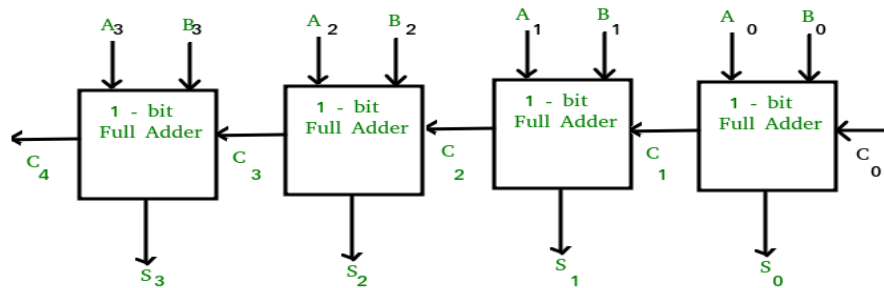 A3 B3 A2 B2 A1 B1 A0 B0
1 - bit Full Adder
1 - bit Full Adder
1 - bit Full Adder
1 - bit Full Adder
C4 C3 C2 C1 C0
S3 S2 S1 S0